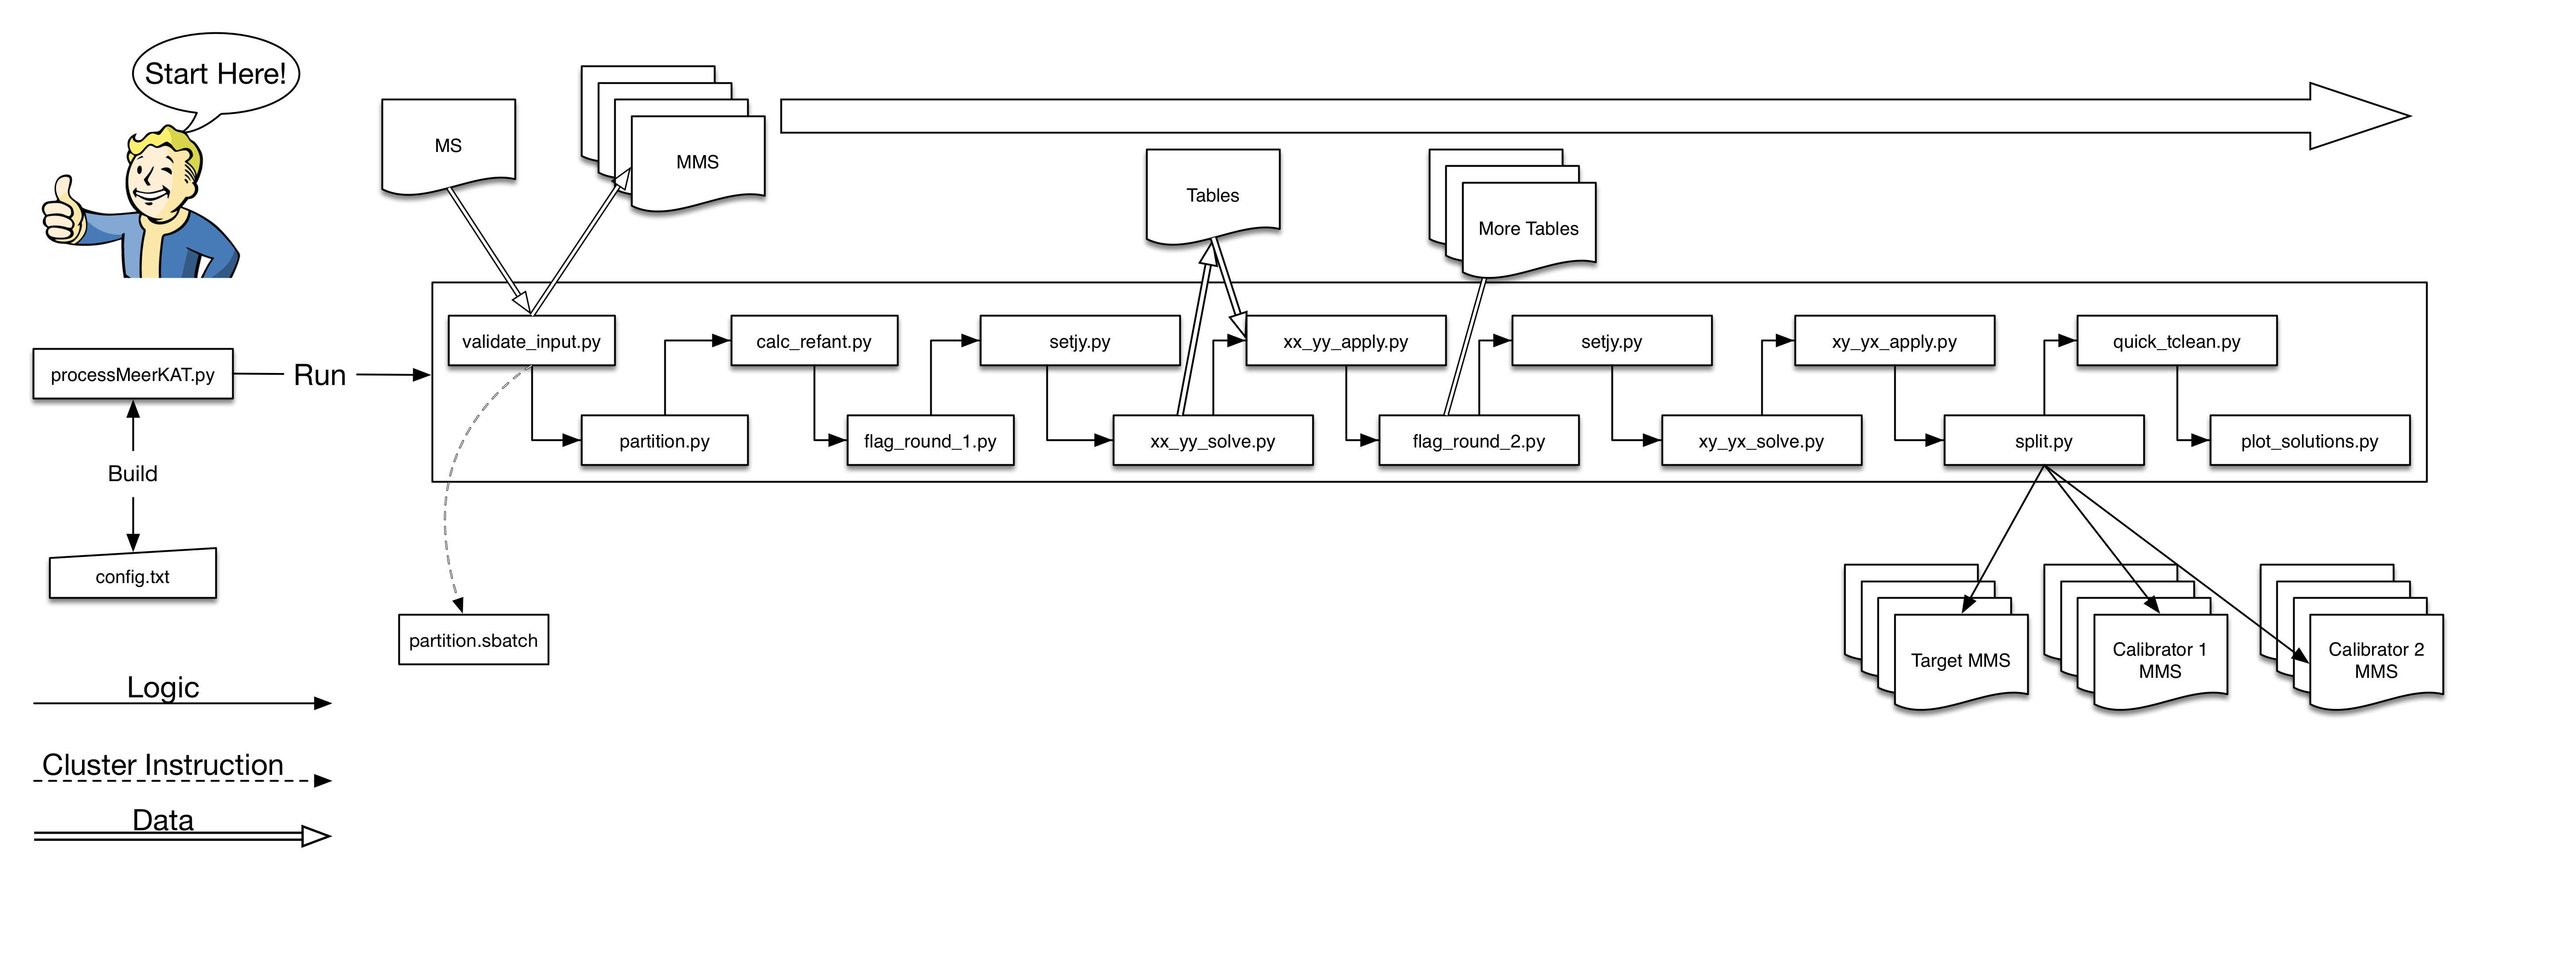 Start Here!
MS
MMS
Tables
More Tables
validate_input.py
calc_refant.py
setjy.py
xx_yy_apply.py
setjy.py
xy_yx_apply.py
quick_tclean.py
processMeerKAT.py
Run
partition.py
flag_round_1.py
xx_yy_solve.py
flag_round_2.py
xy_yx_solve.py
split.py
plot_solutions.py
Build
config.txt
partition.sbatch
Target MMS
Calibrator 1
MMS
Calibrator 2
MMS
Logic
Cluster Instruction
Data